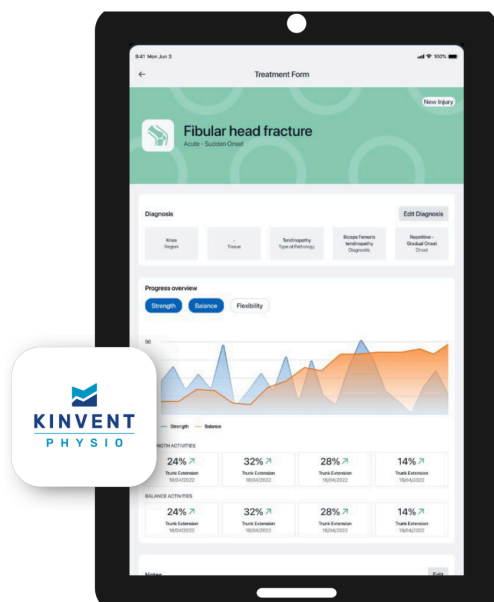 9:41 Mon Jun 3
100%
Treatment Form
New Injury
Fibular head fracture
Acute - Sudden Onset
Diagnosis
Edit Diagnosis
Knee
Region
-
Tissue
Tendinopathy
Type of Pathology
Biceps Femoris
tendinopathy
Diagnostic
Repetitive -
Gradual Onset
Onset
Progress overview
Strength Balance Flexibility
50
Strength Balance
KINVENT
PHYSIO
NGTH ACTIVITIES
24% 32% 28% 14%
Trunk Extension Trunk Extension Trunk Extension Trunk Extension
18/04/2022 18/04/2022 18/04/2022 18/04/2022
BALANCE ACTIVITIES
24% 32% 28% 14%
Trunk Extension Trunk Extension Trunk Extension Trunk Extension
18/04/2022 18/04/2022 18/04/2022 18/04/2022
Notes
Edit